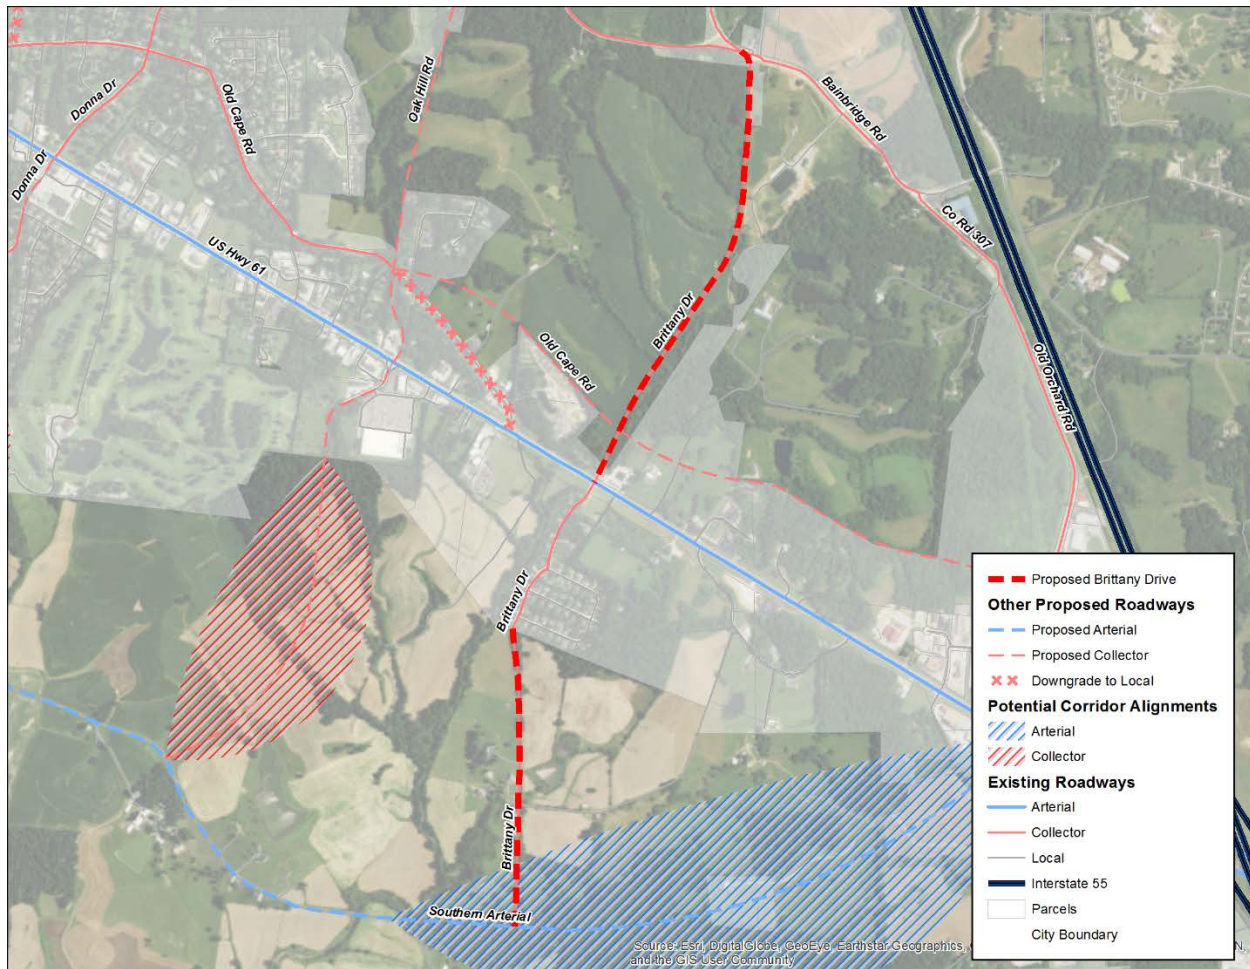 Oak Hill Rd
Bainbridge Rd
Donna Dr
Old Cape Rd
Donna Dr
Co Rd 307
US Hwy 61
Brittany Dr
Old Cape Rd
Old Orchard Rd
Brittany Dr
Brittany Dr
Southern Arterial
Proposed Brittany Drive
Other Proposed Roadways
Proposed Arterial
Proposed Collector
Downgrade to Local
Potential Corridor Alignments
Arterial
Collector
Existing Roadways
Arterial
Collector
Local
Interstate 55
Parcels
City Boundary
Source: Esri, DigitalGlobe, GeoEye, Earthstar Geographics,
N,
and the GIS User Community